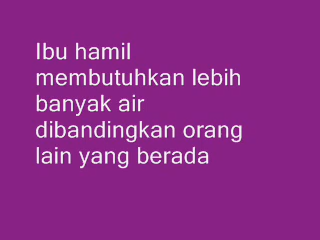 Ibu hamil
membutuhkan lebih
banyak air
dibandingkan orang
lain yang berada